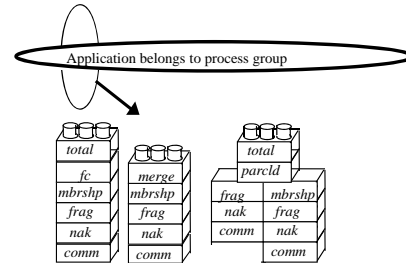 Application belongs to process group
total
fc
mbrshp
frag
nak
comm
merge
mbrshp
frag
nak
comm
total
parcld
frag mbrshp
nak frag
comm nak
comm